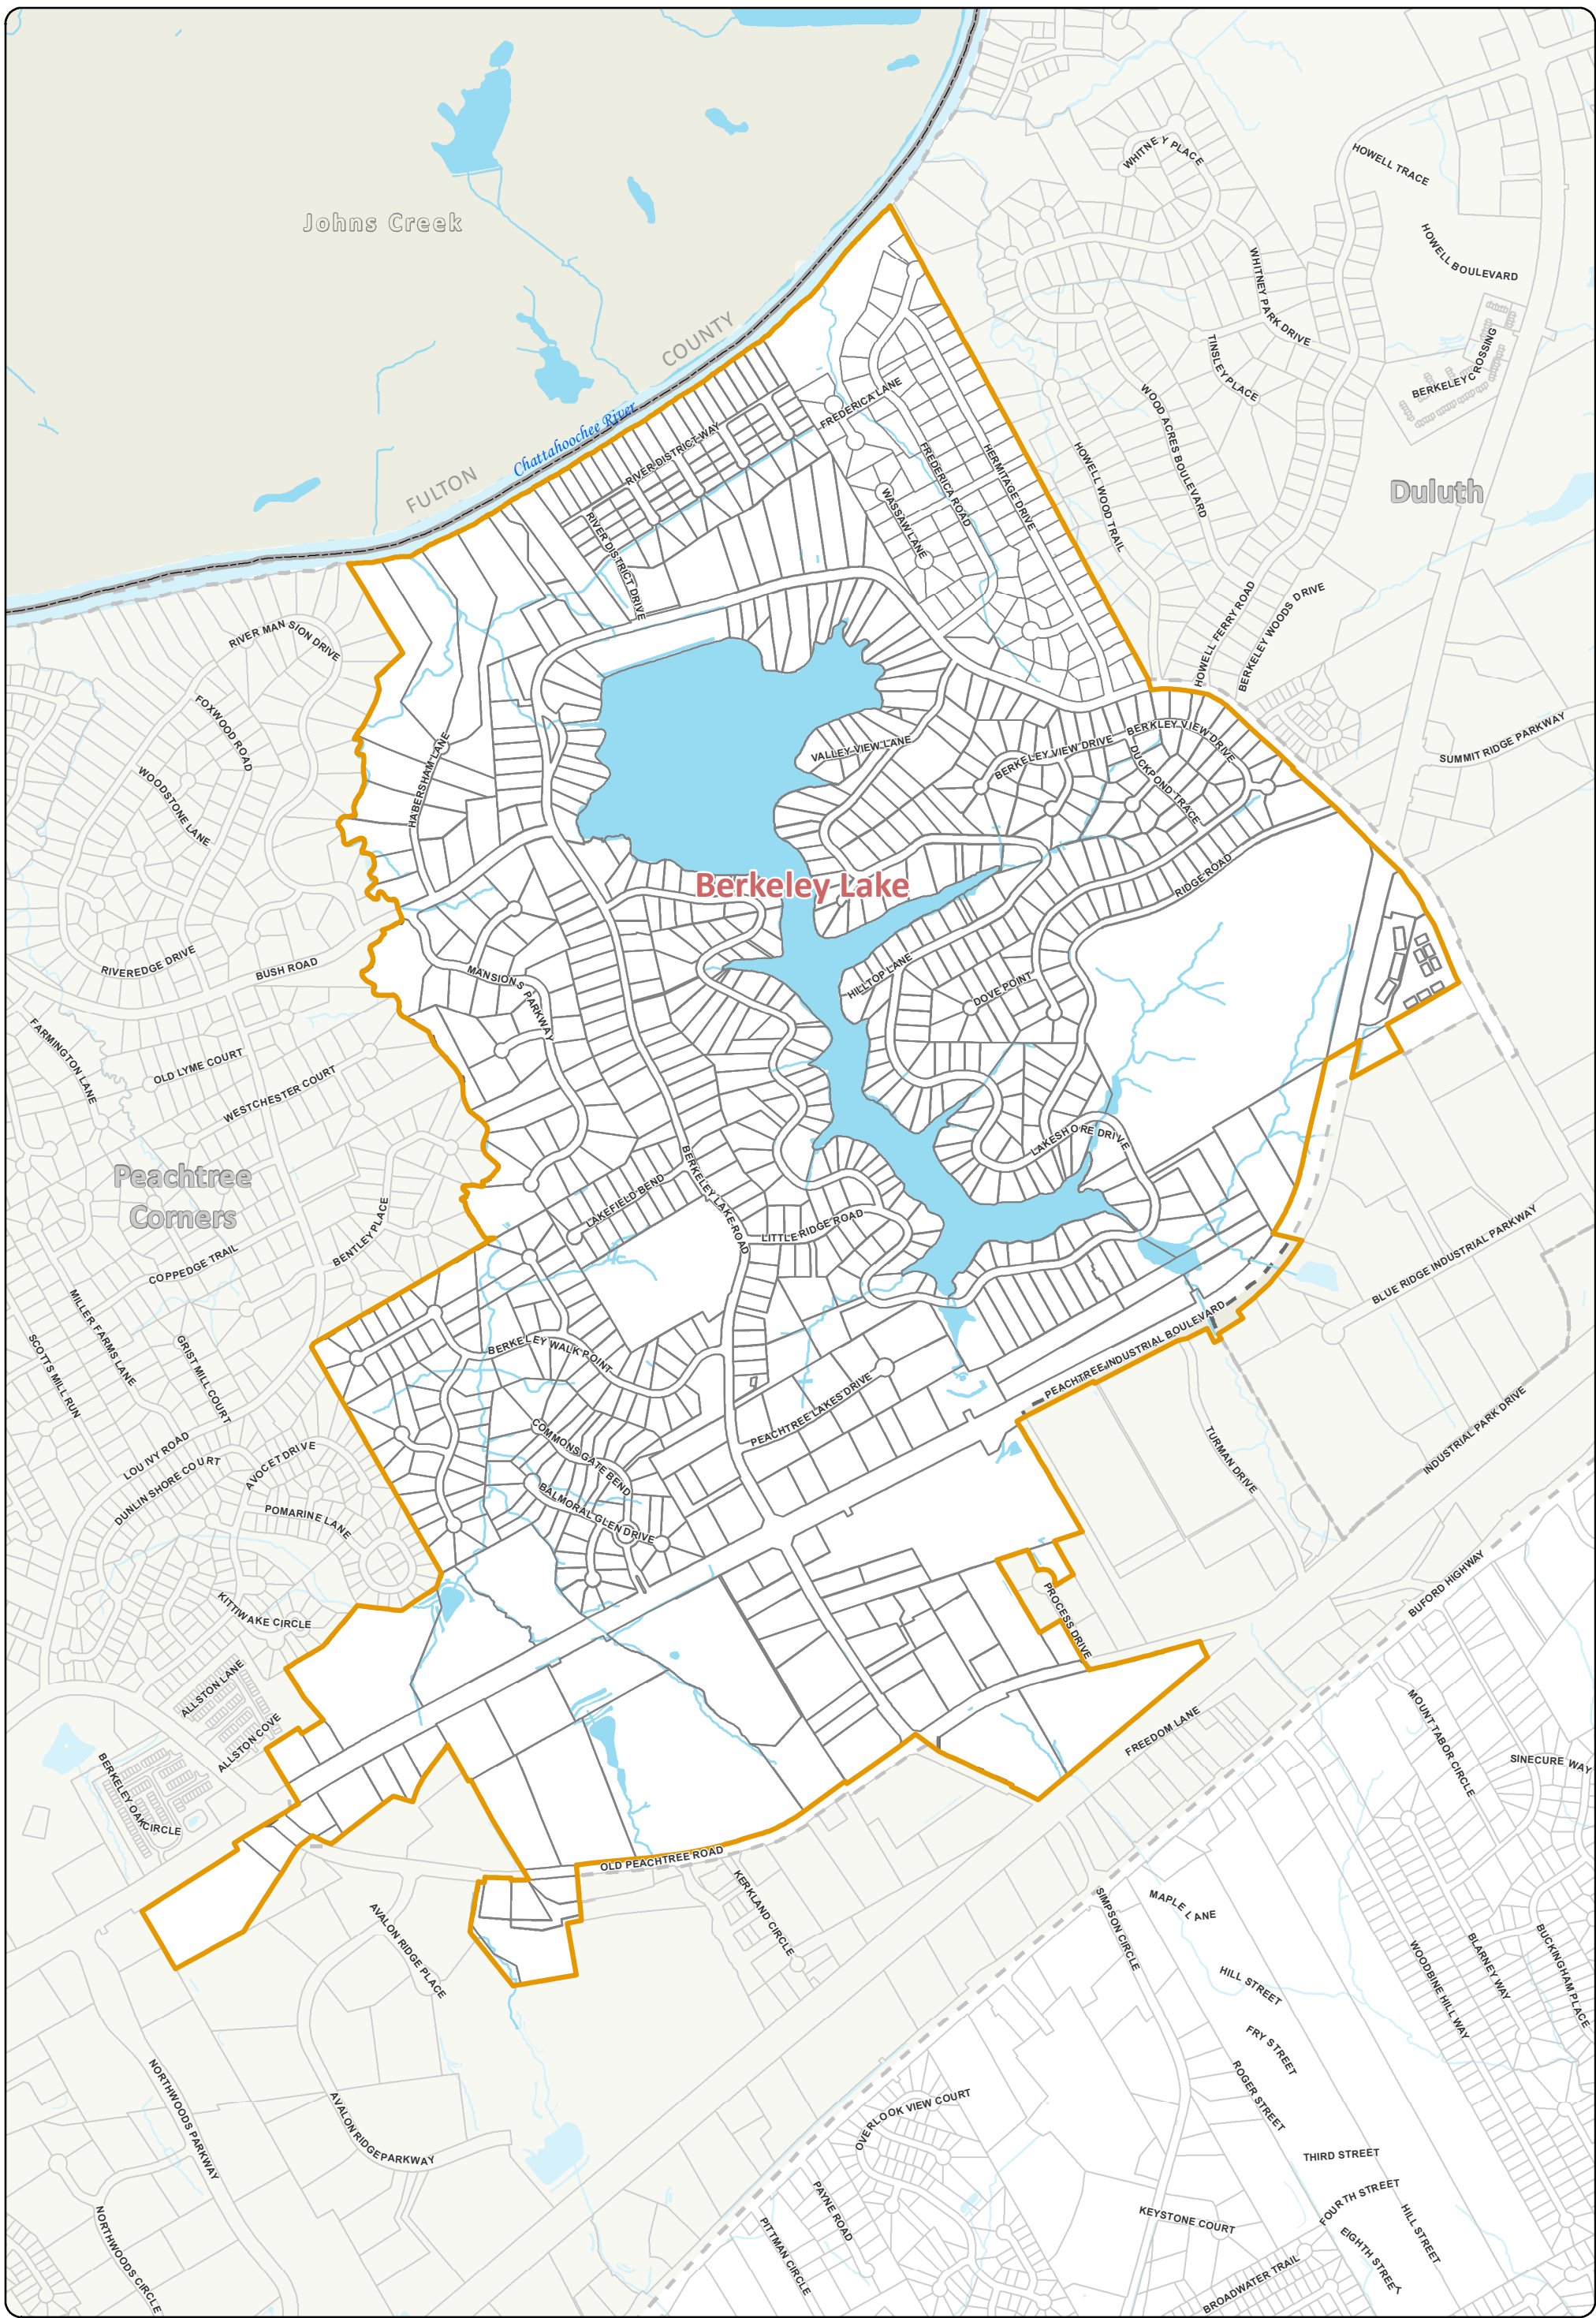 WHITNEY PLACE
HOWELL TRACE
Johns Creek
HOWELL BOULEVARD
WHITNEY PARK DRIVE
COUNTY
TINSLEY PLACE
BERKELEY CROSSING
FREDERICA LANE
WOOD ACRES BOULEVARD
Chattahoochee River
RIVER DISTRICT WAY
FULTON
FREDERICA ROAD
HERMITAGE DRIVE
HOWELL WOOD TRAIL
Duluth
WASSAW LANE
RIVER DISTRICT DRIVE
HOWELL FERRY ROAD
BERKELEY WOODS DRIVE
RIVER MANSION DRIVE
FOXWOOD ROAD
HABERSHAM LANE
VALLEY VIEW LANE
BERKELEY VIEW DRIVE
BERKLEY VIEW DRIVE
DUCKPOND TRACE
SUMMIT RIDGE PARKWAY
WOODSTONE LANE
Berkeley Lake
RIDGE ROAD
RIVEREDGE DRIVE
BUSH ROAD
MANSIONS PARKWAY
HILLTOP LANE
DOVE POINT
FARMINGTON LANE
OLD LYME COURT
WESTCHESTER COURT
LAKESHORE DRIVE
Peachtree
Corners
BERKELEY LAKE ROAD
LAKEFIELD BEND
LITTLE RIDGE ROAD
BENTLEY PLACE
COPPEDGE TRAIL
BLUE RIDGE INDUSTRIAL PARKWAY
MILLER FARMS LANE
SCOTTS MILL RUN
GRIST MILL COURT
BERKELEY WALK POINT
PEACHTREE INDUSTRIAL BOULEVARD
PEACHTREE LAKES DRIVE
COMMONS GATE BEND
LOU IVY ROAD
DUNLIN SHORE COURT
AVOCET DRIVE
TURMAN DRIVE
INDUSTRIAL PARK DRIVE
BALMORAL GLEN DRIVE
POMARINE LANE
KITTIWAKE CIRCLE
PROCESS DRIVE
BUFORD HIGHWAY
ALLSTON LANE
ALLSTON COVE
FREEDOM LANE
MOUNT TABOR CIRCLE
SINECURE WAY
BERKELEY OAK CIRCLE
OLD PEACHTREE ROAD
KERKLAND CIRCLE
AVALON RIDGE PLACE
SIMPSON CIRCLE
MAPLE LANE
WOODBINE HILL WAY
BLARNEY WAY
BUCKINGHAM PLACE
HILL STREET
FRY STREET
ROGER STREET
NORTHWOODS PARKWAY
AVALON RIDGE PARKWAY
OVERLOOK VIEW COURT
THIRD STREET
FOURTH STREET
PAYNE ROAD
PITTMAN CIRCLE
KEYSTONE COURT
HILL STREET
EIGHTH STREET
NORTHWOODS CIRCLE
BROADWATER TRAIL